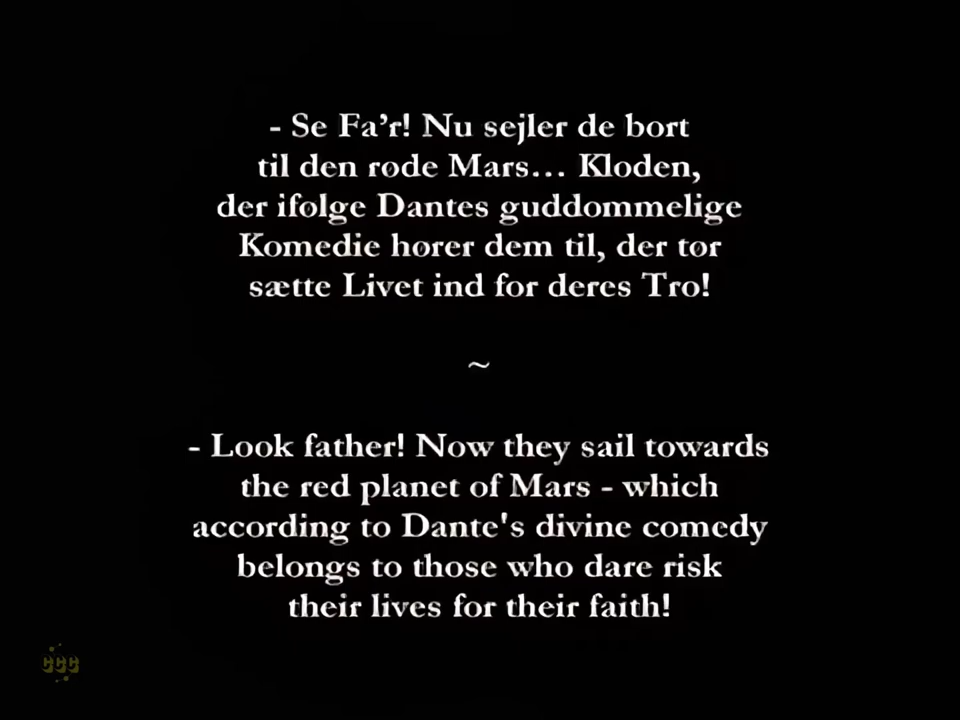 - Se Fa’r! Nu sejler de bort
til den røde Mars… Kloden,
der ifølge Dantes guddommelige
Komedie hører dem til, der tør
sætte Livet ind for deres Tro!
~
- Look father! Now they sail towards
the red planet of Mars - which
according to Dante's divine comedy
belongs to those who dare risk
their lives for their faith!
CCC